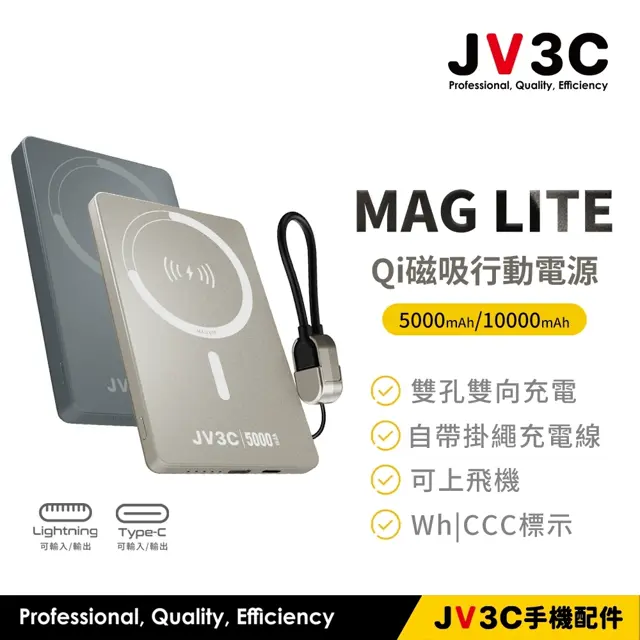 JV3C
Professional, Quality, Efficiency
MAG LITE
Qi磁吸行動電源
5000mAh/10000mAh
雙孔雙向充電
自帶掛繩充電線
可上飛機
Wh|CCC標示
MAG LITE
JV3C|5000mAh
Lightning
可輸入/輸出
Type-C
可輸入/輸出
Professional, Quality, Efficiency
JV3C手機配件